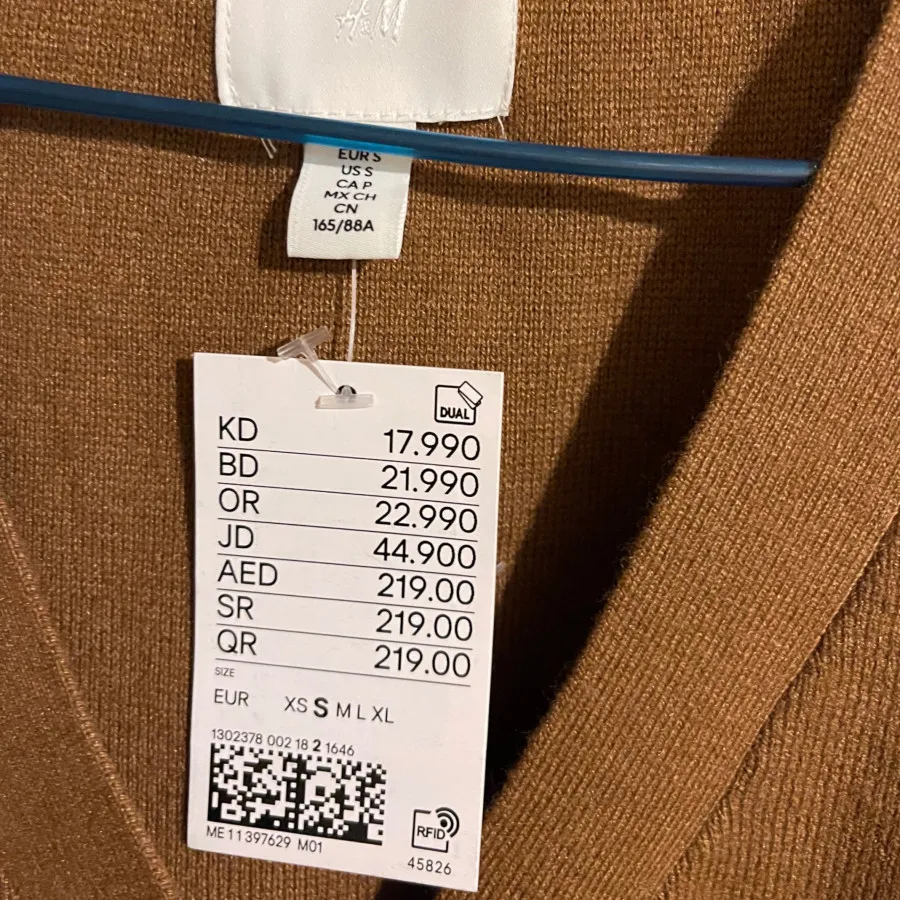 H&M
EUR S
US S
CA P
MX CH
CN
165/88A
DUAL
KD 17.990
BD 21.990
OR 22.990
JD 44.900
AED 219.00
SR 219.00
QR 219.00
SIZE
EUR XS S M L XL
1302378 002 18 2 1646
ME 11 397629 M01
RFID
45826